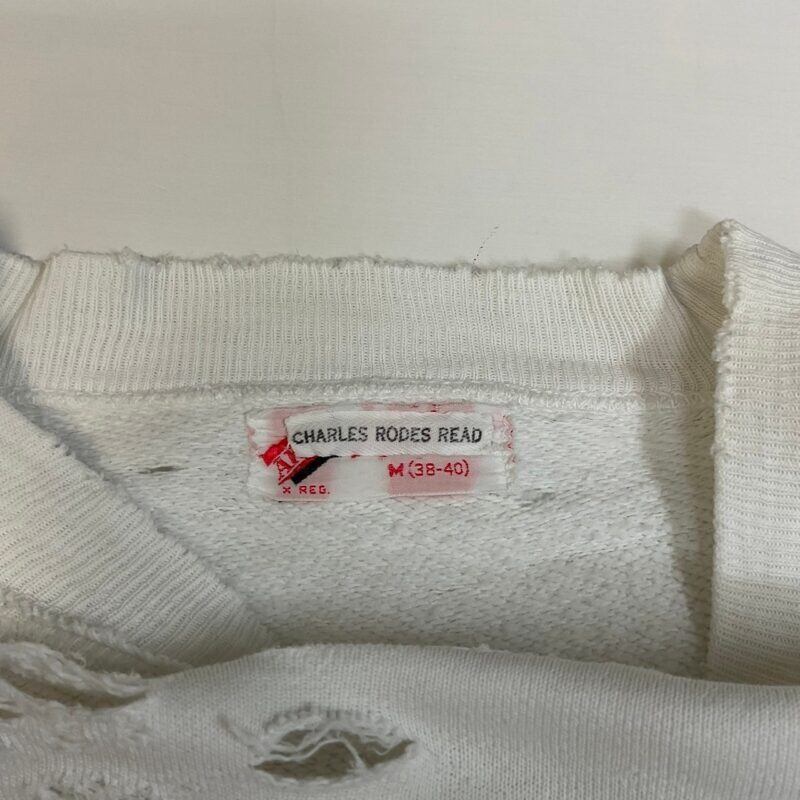 CHARLES RODES READ
M (38-40)
X REG.